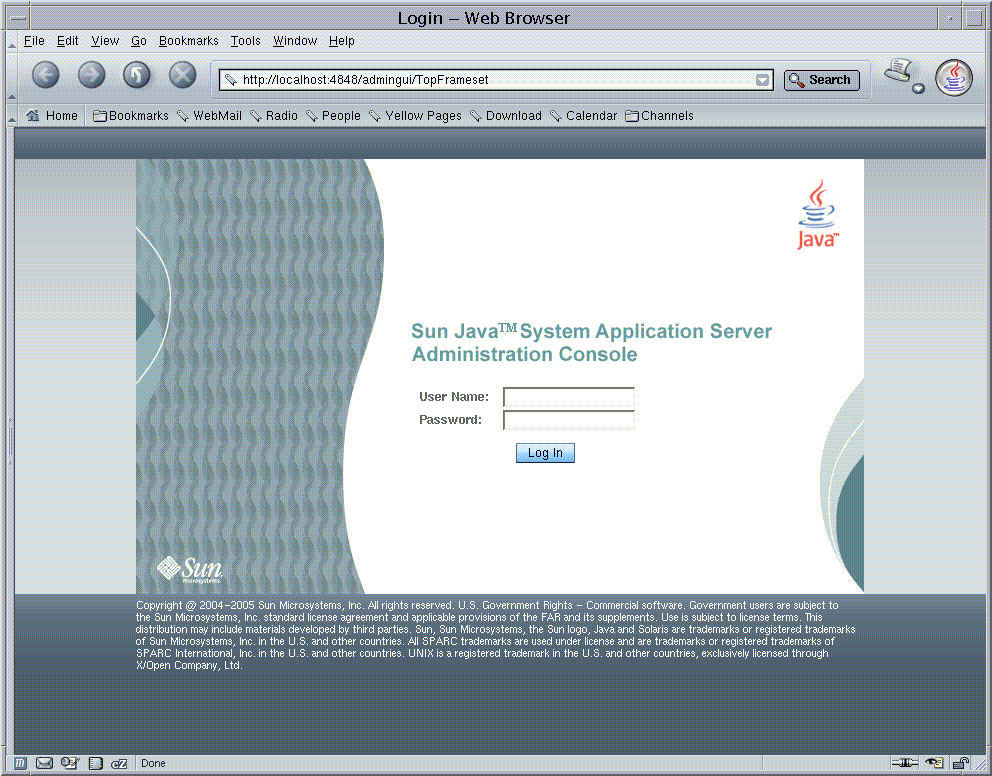 Login - Web Browser
File Edit View Go Bookmarks Tools Window Help
http://localhost:4848/admingui/TopFrameset Search
Home Bookmarks WebMail Radio People Yellow Pages Download Calendar Channels
Java™
Sun Java™ System Application Server
Administration Console
User Name:
Password:
Log In
Sun
microsystems
Copyright @ 2004-2005 Sun Microsystems, Inc. All rights reserved. U.S. Government Rights - Commercial software. Government users are subject to
the Sun Microsystems, Inc. standard license agreement and applicable provisions of the FAR and its supplements. Use is subject to license terms. This
distribution may include materials developed by third parties. Sun, Sun Microsystems, the Sun logo, Java and Solaris are trademarks or registered trademarks
of Sun Microsystems, Inc. in the U.S. and other countries. All SPARC trademarks are used under license and are trademarks or registered trademarks of
SPARC International, Inc. in the U.S. and other countries. UNIX is a registered trademark in the U.S. and other countries, exclusively licensed through
X/Open Company, Ltd.
Done